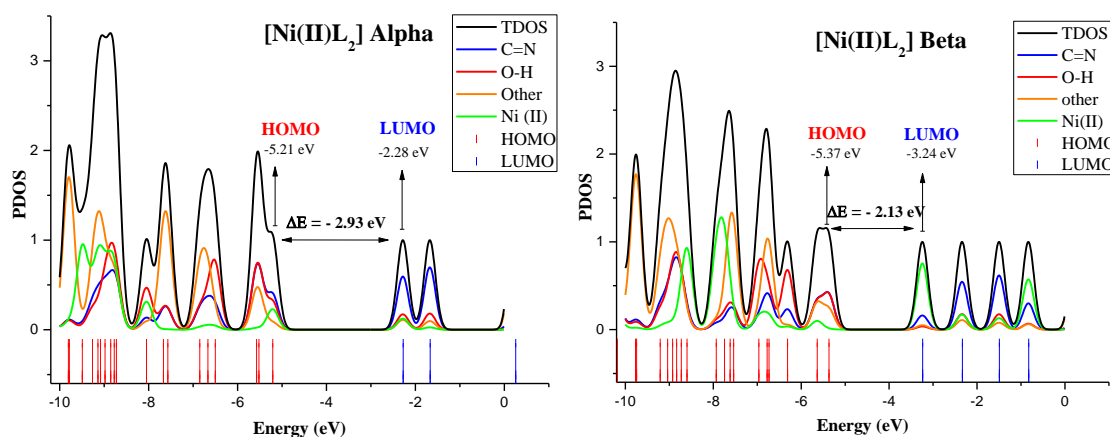 [Ni(II)L2] Alpha
TDOS
C=N
O-H
Other
Ni (II)
HOMO
LUMO
HOMO
-5.21 eV
LUMO
-2.28 eV
ΔE = - 2.93 eV
PDOS
3
2
1
0
-10
-8
-6
-4
-2
0
Energy (eV)
[Ni(II)L2] Beta
TDOS
C=N
O-H
other
Ni(II)
HOMO
LUMO
HOMO
-5.37 eV
LUMO
-3.24 eV
ΔE = - 2.13 eV
PDOS
3
2
1
0
-10
-8
-6
-4
-2
0
Energy (eV)